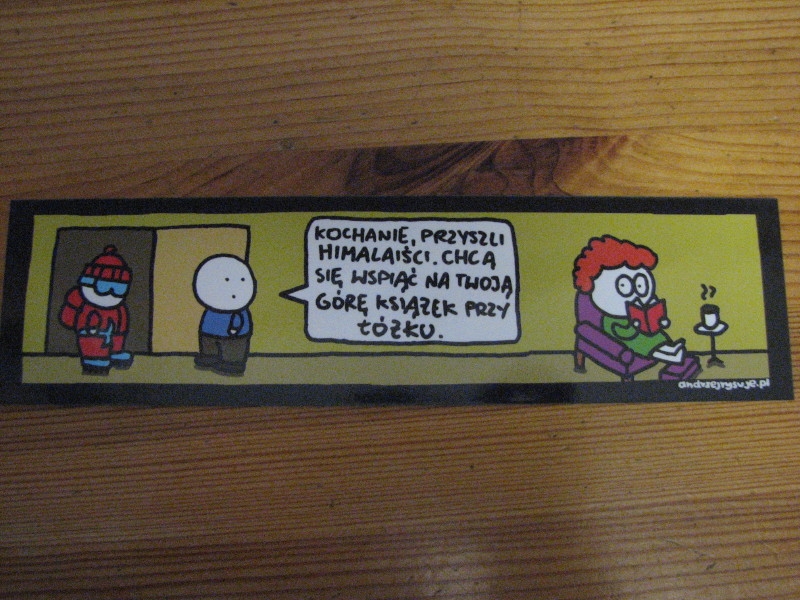 KOCHANIE, PRZYSZLI
HIMALAIŚCI. CHCĄ
SIĘ WSPIĄĆ NA TWOJĄ
GÓRĘ KSIĄŻEK PRZY
ŁÓŻKU.
andrzejrysuje.pl